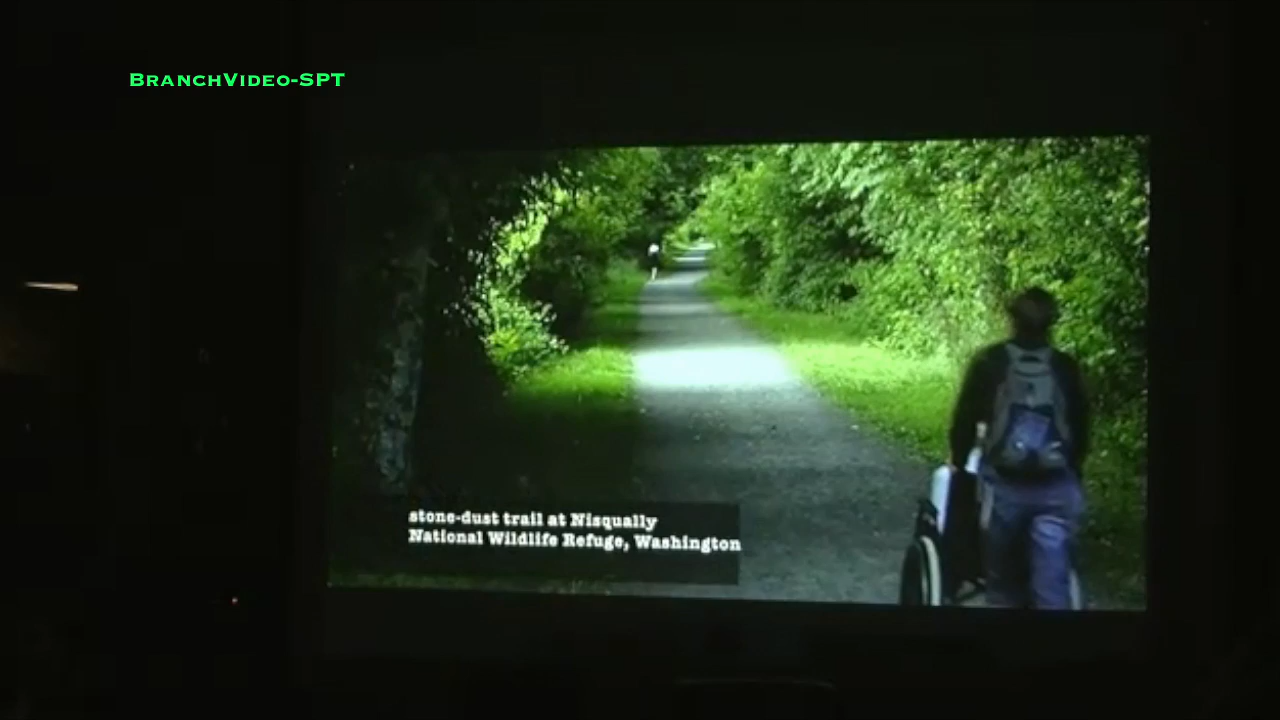 BRANCHVIDEO-SPT
stone-dust trail at Nisqually
National Wildlife Refuge, Washington